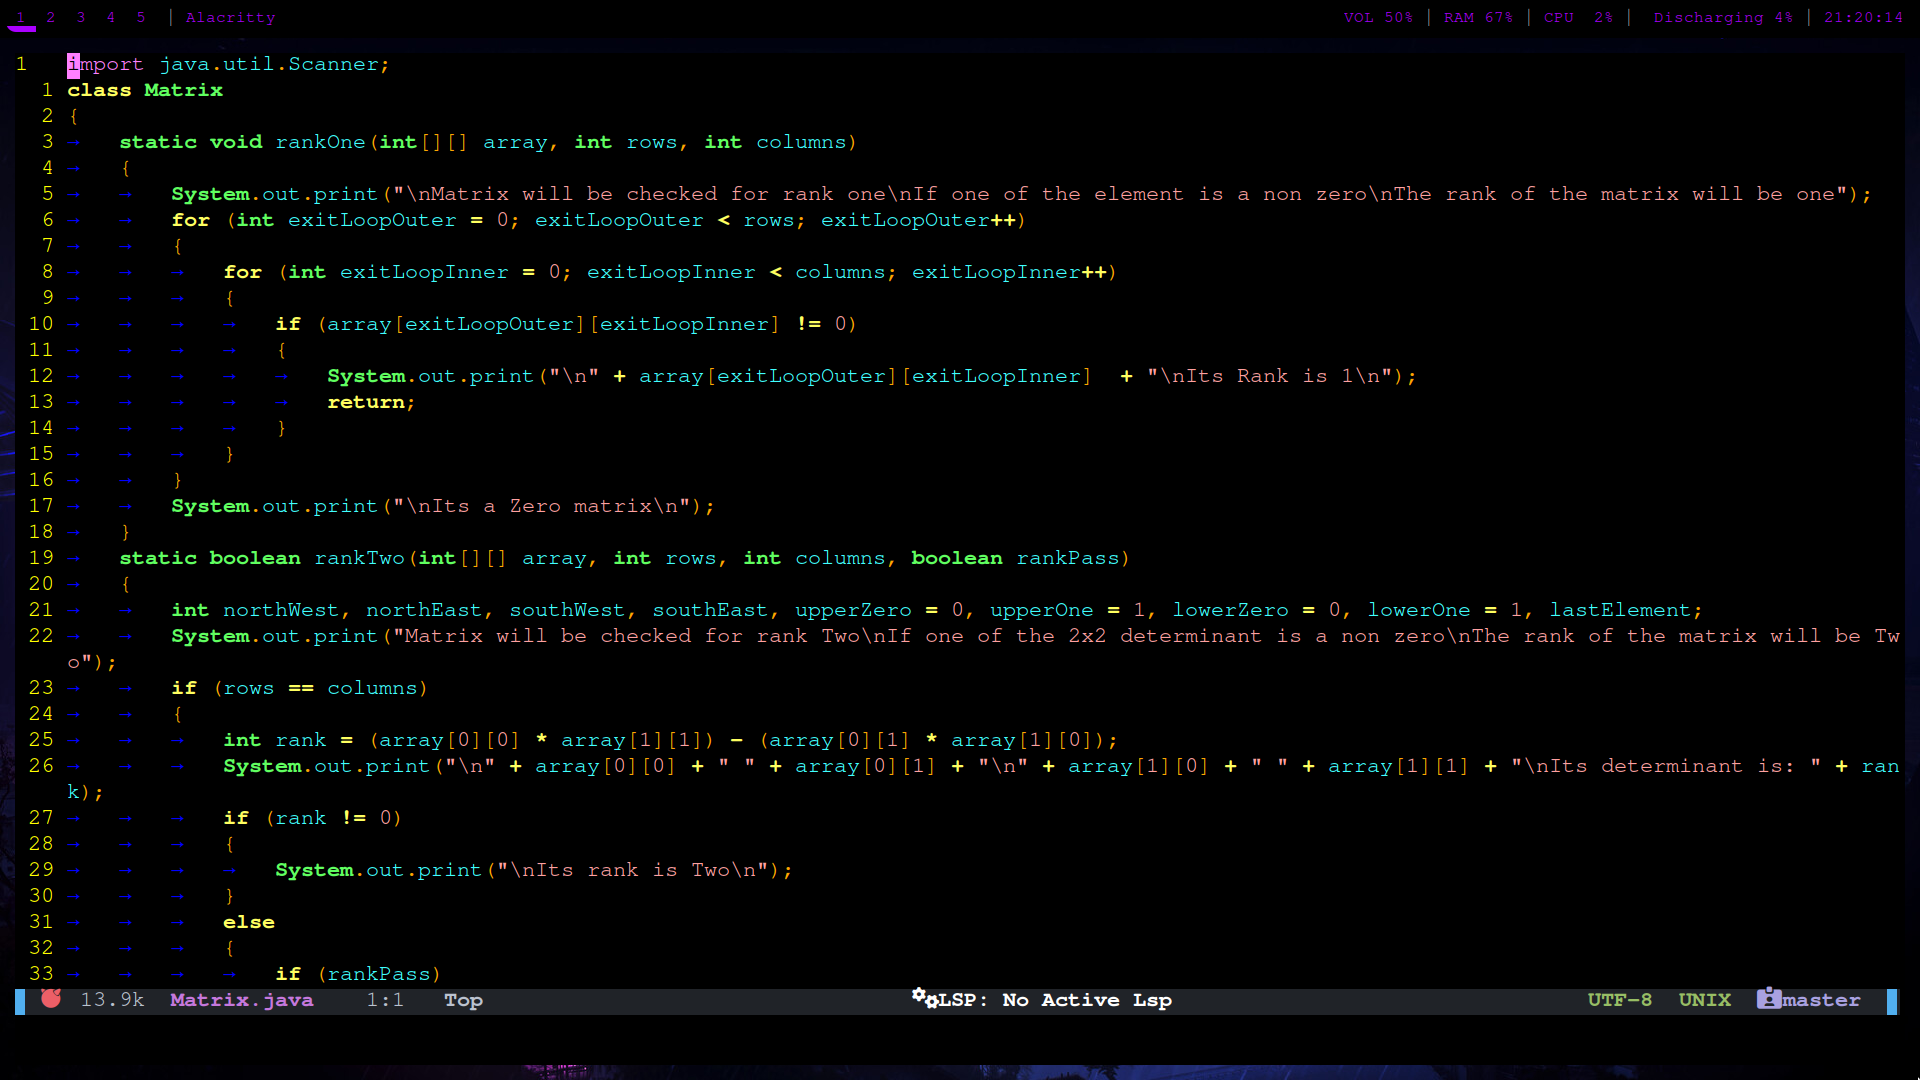 1 2 3 4 5 | Alacritty VOL 50% | RAM 67% | CPU 2% | Discharging 4% | 21:20:14
1 import java.util.Scanner;
1 class Matrix
2 {
3 → static void rankOne(int[][] array, int rows, int columns)
4 → {
5 → → System.out.print("\nMatrix will be checked for rank one\nIf one of the element is a non zero\nThe rank of the matrix will be one");
6 → → for (int exitLoopOuter = 0; exitLoopOuter < rows; exitLoopOuter++)
7 → → {
8 → → → for (int exitLoopInner = 0; exitLoopInner < columns; exitLoopInner++)
9 → → → {
10 → → → → if (array[exitLoopOuter][exitLoopInner] != 0)
11 → → → → {
12 → → → → → System.out.print("\n" + array[exitLoopOuter][exitLoopInner]  + "\nIts Rank is 1\n");
13 → → → → → return;
14 → → → → }
15 → → → }
16 → → }
17 → → System.out.print("\nIts a Zero matrix\n");
18 → }
19 → static boolean rankTwo(int[][] array, int rows, int columns, boolean rankPass)
20 → {
21 → → int northWest, northEast, southWest, southEast, upperZero = 0, upperOne = 1, lowerZero = 0, lowerOne = 1, lastElement;
22 → → System.out.print("Matrix will be checked for rank Two\nIf one of the 2x2 determinant is a non zero\nThe rank of the matrix will be Tw
o");
23 → → if (rows == columns)
24 → → {
25 → → → int rank = (array[0][0] * array[1][1]) - (array[0][1] * array[1][0]);
26 → → → System.out.print("\n" + array[0][0] + " " + array[0][1] + "\n" + array[1][0] + " " + array[1][1] + "\nIts determinant is: " + ran
k);
27 → → → if (rank != 0)
28 → → → {
29 → → → → System.out.print("\nIts rank is Two\n");
30 → → → }
31 → → → else
32 → → → {
33 → → → → if (rankPass)
13.9k Matrix.java 1:1 Top LSP: No Active Lsp UTF-8 UNIX master